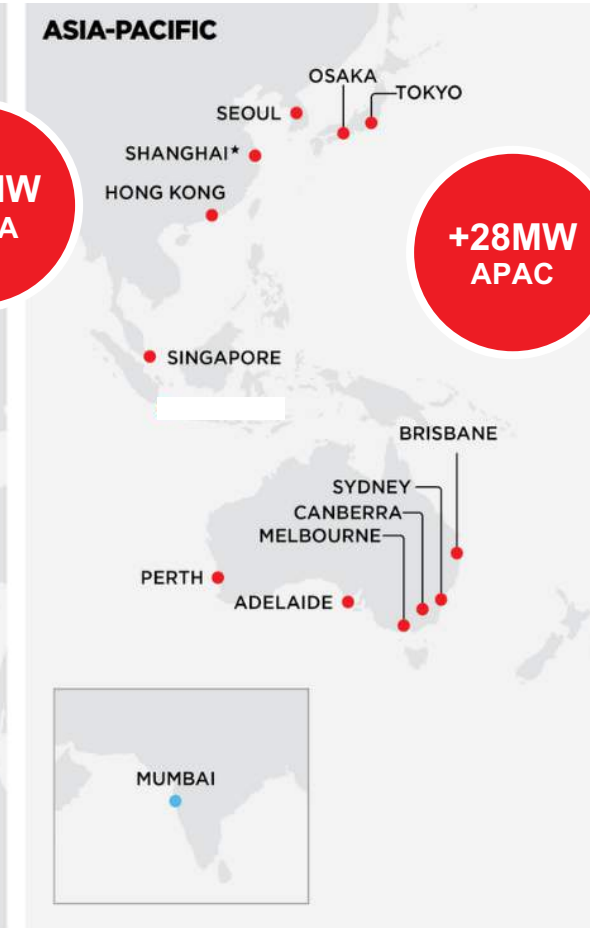 ASIA-PACIFIC
OSAKA
TOKYO
SEOUL
SHANGHAI★
HONG KONG
+28MW
APAC
SINGAPORE
BRISBANE
SYDNEY
CANBERRA
MELBOURNE
PERTH
ADELAIDE
MUMBAI